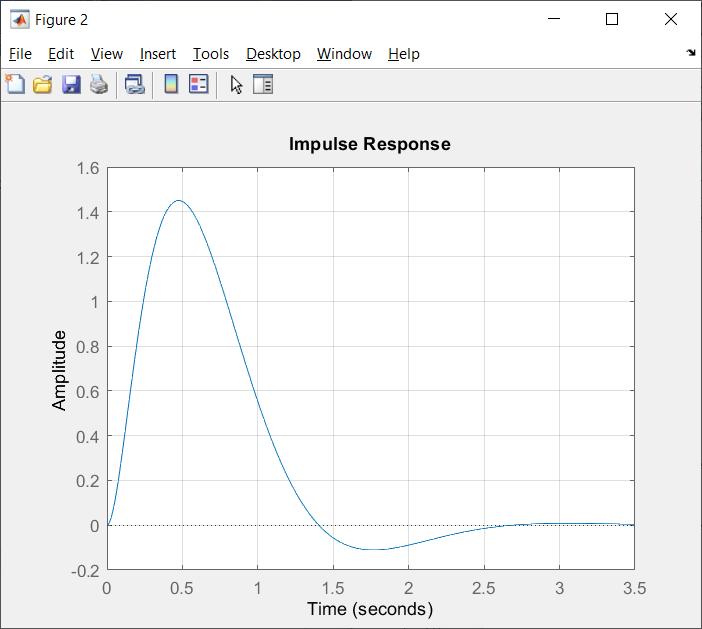 Figure 2
File Edit View Insert Tools Desktop Window Help
Impulse Response
1.6
1.4
1.2
1
0.8
0.6
0.4
0.2
0
-0.2
Amplitude
0 0.5 1 1.5 2 2.5 3 3.5
Time (seconds)